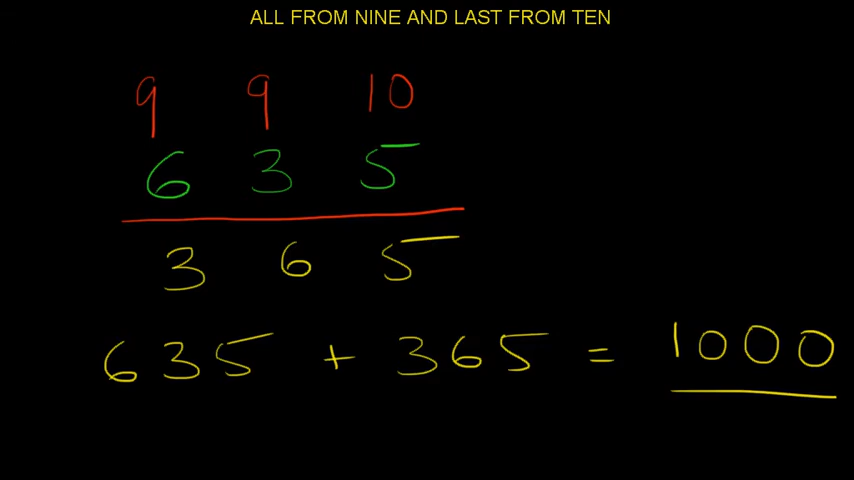 ALL FROM NINE AND LAST FROM TEN
9 9 10
6 3 5
3 6 5
635 + 365 = 1000